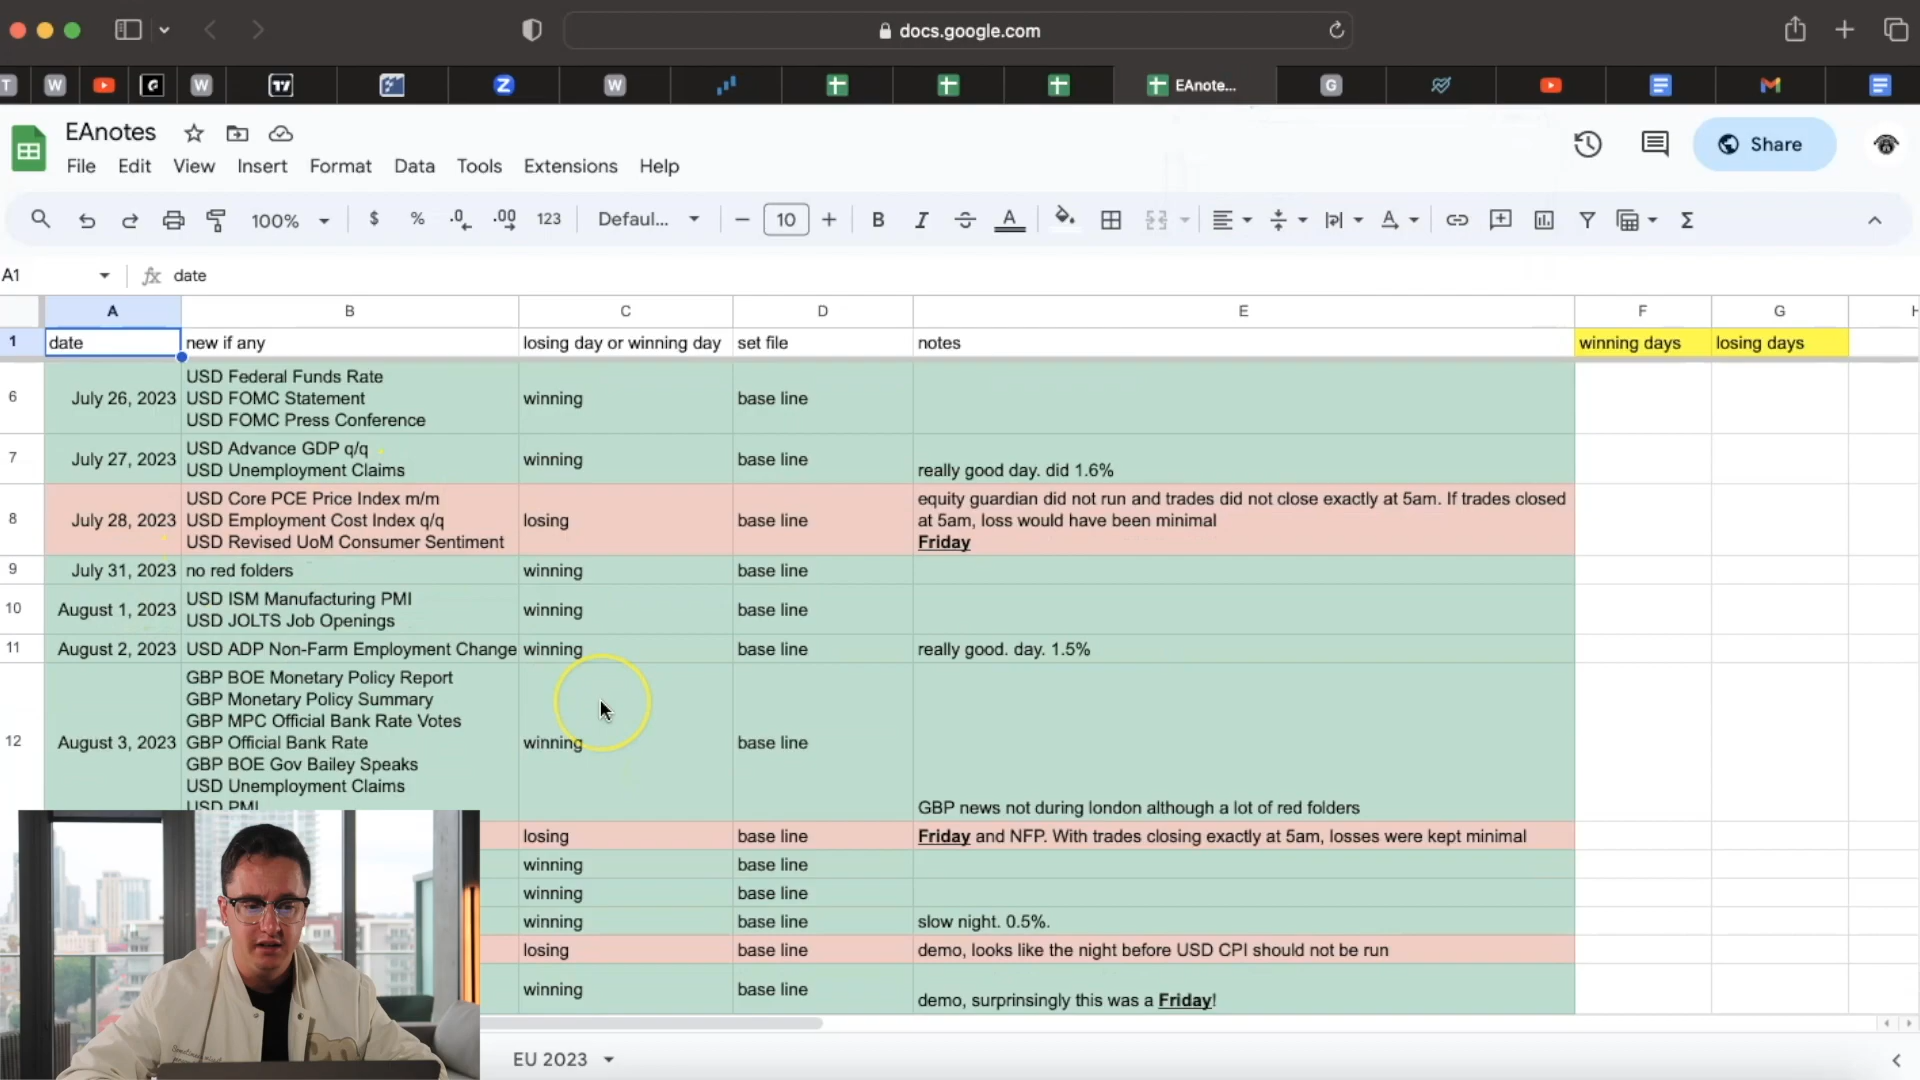 docs.google.com
T W W 17 Z W EAnote... G
EAnotes
File Edit View Insert Format Data Tools Extensions Help
Share
100% $ % .0 .00 123 Defaul... 10 B I A
A1 fx date
A B C D E F G H
1 date new if any losing day or winning day set file notes winning days losing days
6 July 26, 2023 USD Federal Funds Rate
USD FOMC Statement
USD FOMC Press Conference
winning base line
7 July 27, 2023 USD Advance GDP q/q
USD Unemployment Claims
winning base line really good day. did 1.6%
8 July 28, 2023 USD Core PCE Price Index m/m
USD Employment Cost Index q/q
USD Revised UoM Consumer Sentiment
losing base line equity guardian did not run and trades did not close exactly at 5am. If trades closed
at 5am, loss would have been minimal
Friday
9 July 31, 2023 no red folders winning base line
10 August 1, 2023 USD ISM Manufacturing PMI
USD JOLTS Job Openings
winning base line
11 August 2, 2023 USD ADP Non-Farm Employment Change winning base line really good. day. 1.5%
12 August 3, 2023 GBP BOE Monetary Policy Report
GBP Monetary Policy Summary
GBP MPC Official Bank Rate Votes
GBP Official Bank Rate
GBP BOE Gov Bailey Speaks
USD Unemployment Claims
USD PMI
winning base line GBP news not during london although a lot of red folders
losing base line Friday and NFP. With trades closing exactly at 5am, losses were kept minimal
winning base line
winning base line
winning base line slow night. 0.5%.
losing base line demo, looks like the night before USD CPI should not be run
winning base line demo, surprinsingly this was a Friday!
EU 2023